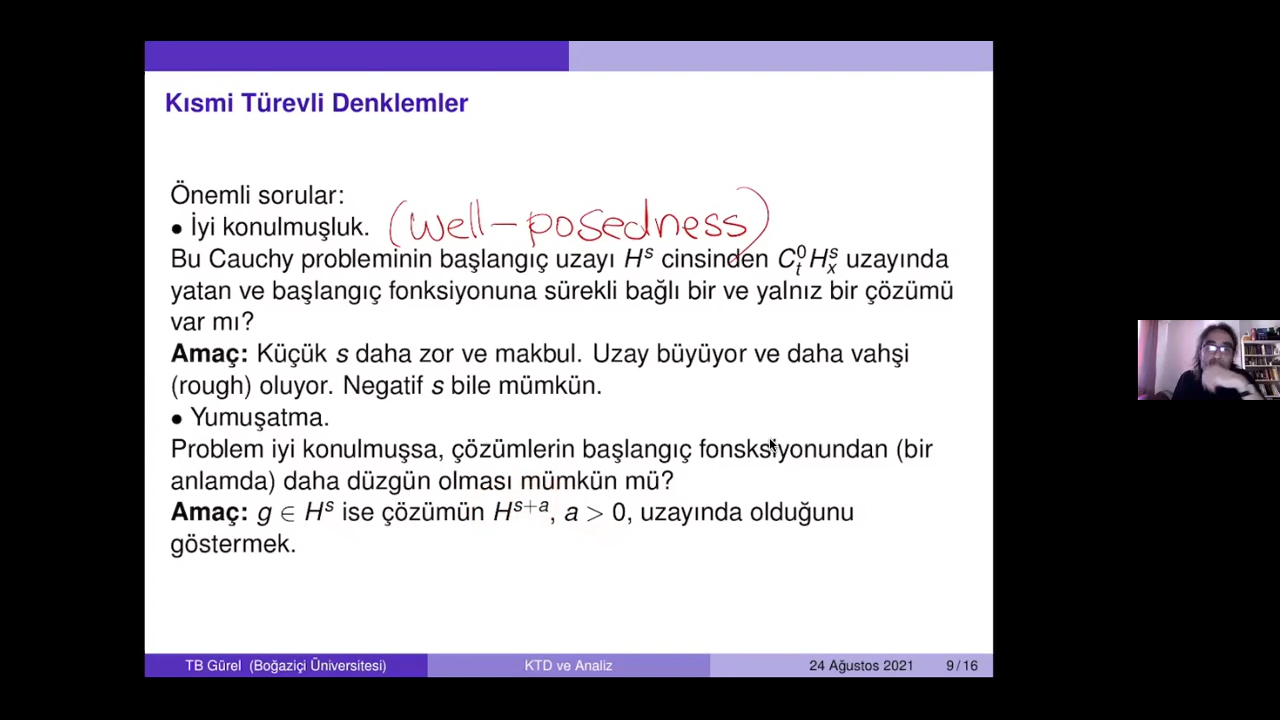 Kısmi Türevli Denklemler
Önemli sorular:
• İyi konulmuşluk. (well-posedness)
Bu Cauchy probleminin başlangıç uzayı H^s cinsinden C_t^0 H_x^s uzayında
yatan ve başlangıç fonksiyonuna sürekli bağlı bir ve yalnız bir çözümü
var mı?
Amaç: Küçük s daha zor ve makbul. Uzay büyüyor ve daha vahşi
(rough) oluyor. Negatif s bile mümkün.
• Yumuşatma.
Problem iyi konulmuşsa, çözümlerin başlangıç fonsksiyonundan (bir
anlamda) daha düzgün olması mümkün mü?
Amaç: g ∈ H^s ise çözümün H^{s+a}, a > 0, uzayında olduğunu
göstermek.
TB Gürel (Boğaziçi Üniversitesi) KTD ve Analiz 24 Ağustos 2021 9 / 16